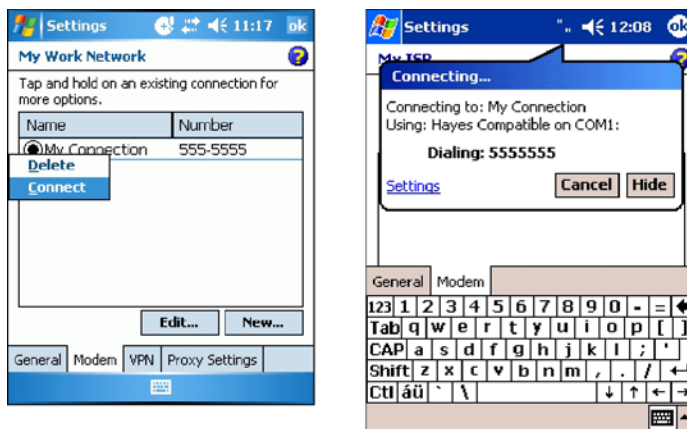 Settings 11:17 ok
My Work Network
Tap and hold on an existing connection for
more options.
Name Number
My Connection 555-5555
Delete
Connect
Edit... New...
General Modem VPN Proxy Settings
Settings 12:08 ok
My ISP
Connecting...
Connecting to: My Connection
Using: Hayes Compatible on COM1:
Dialing: 5555555
Settings Cancel Hide
General Modem
123 1 2 3 4 5 6 7 8 9 0 - =
Tab q w e r t y u i o p [ ]
CAP a s d f g h j k l ; '
Shift z x c v b n m , . /
Ctl áü ` \